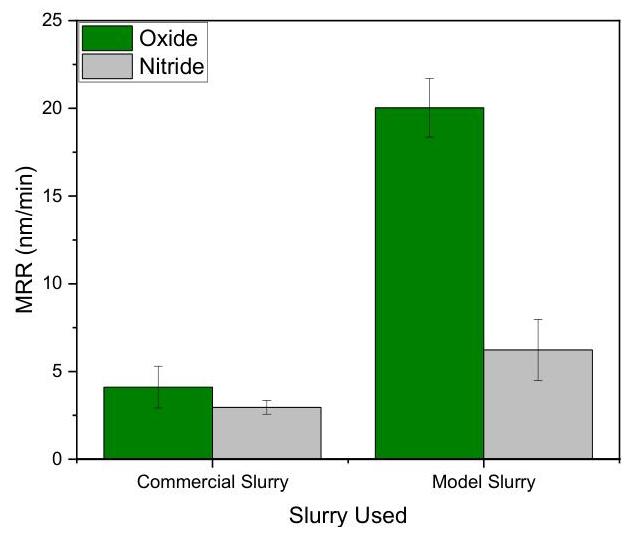 25
20
15
10
5
0
MRR (nm/min)
Oxide
Nitride
Commercial Slurry
Model Slurry
Slurry Used